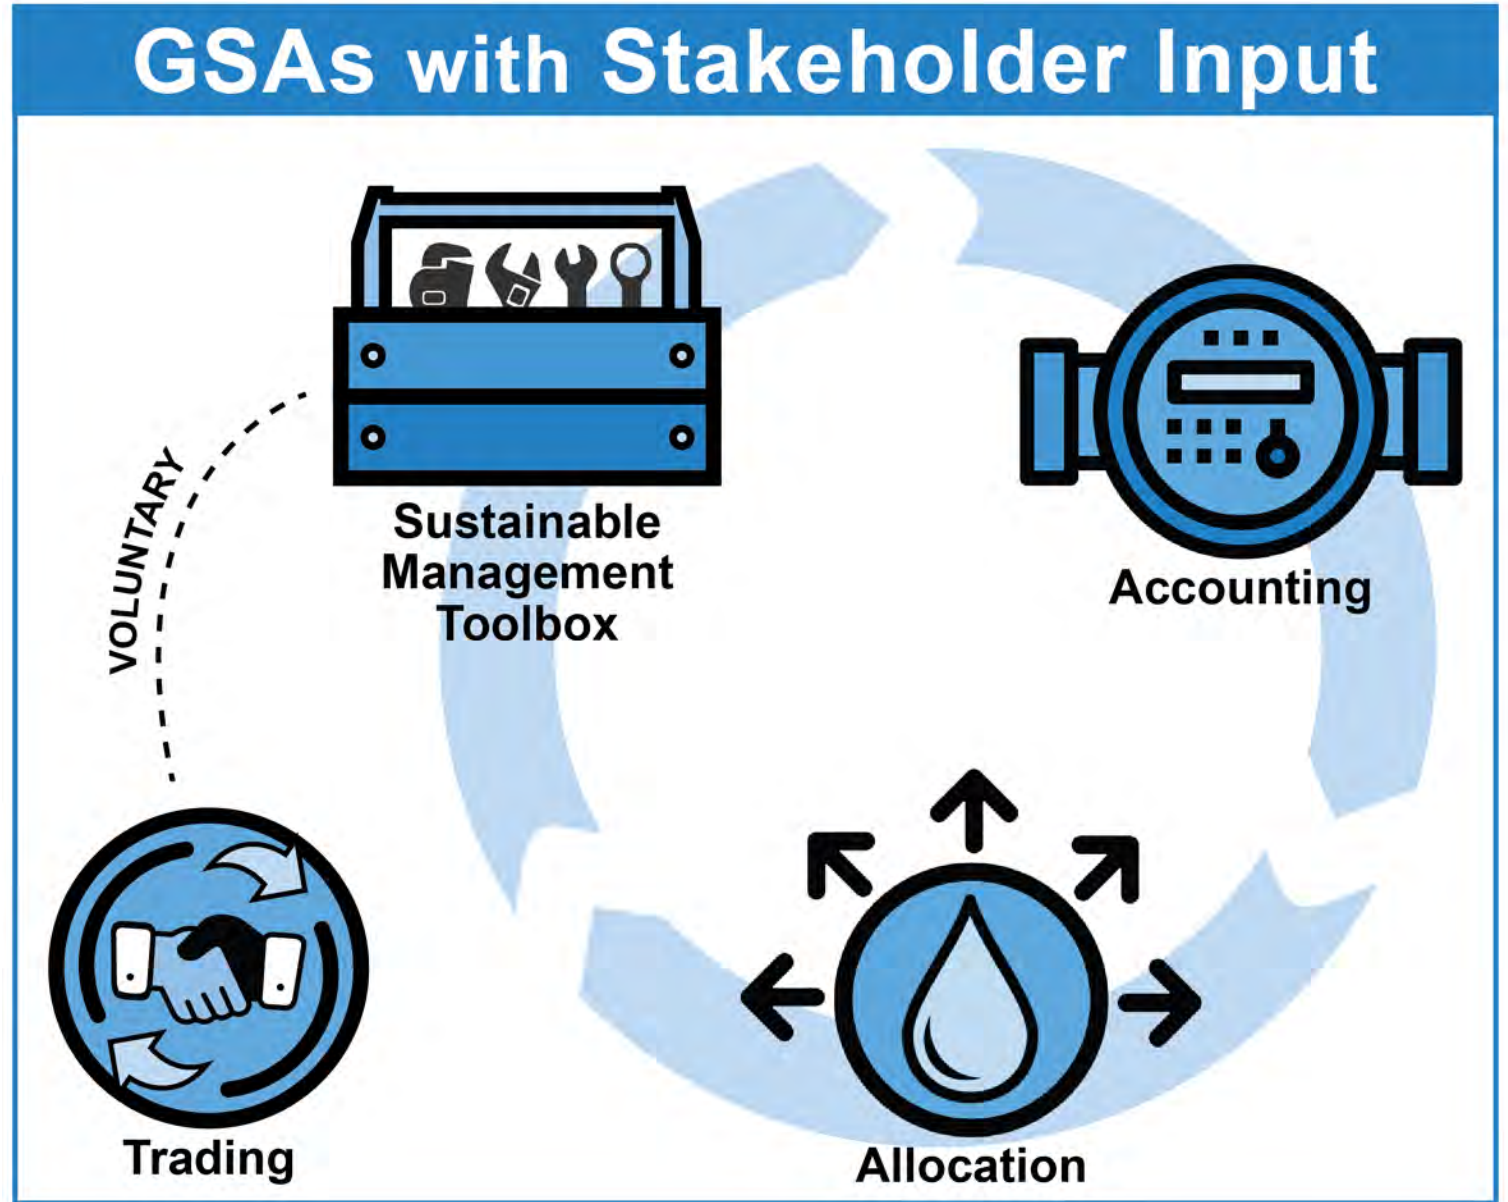 GSAs with Stakeholder Input
Sustainable
Management
Toolbox
Accounting
VOLUNTARY
Trading
Allocation